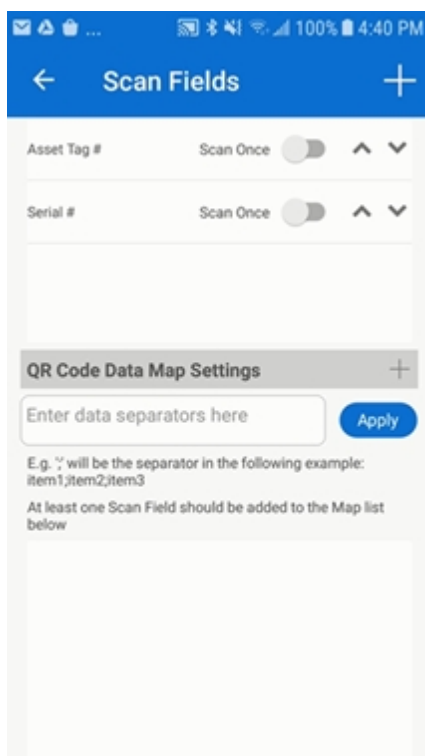 ... 100% 4:40 PM
Scan Fields
Asset Tag # Scan Once
Serial # Scan Once
QR Code Data Map Settings
Enter data separators here Apply
E.g. ';' will be the separator in the following example:
item1;item2;item3
At least one Scan Field should be added to the Map list
below